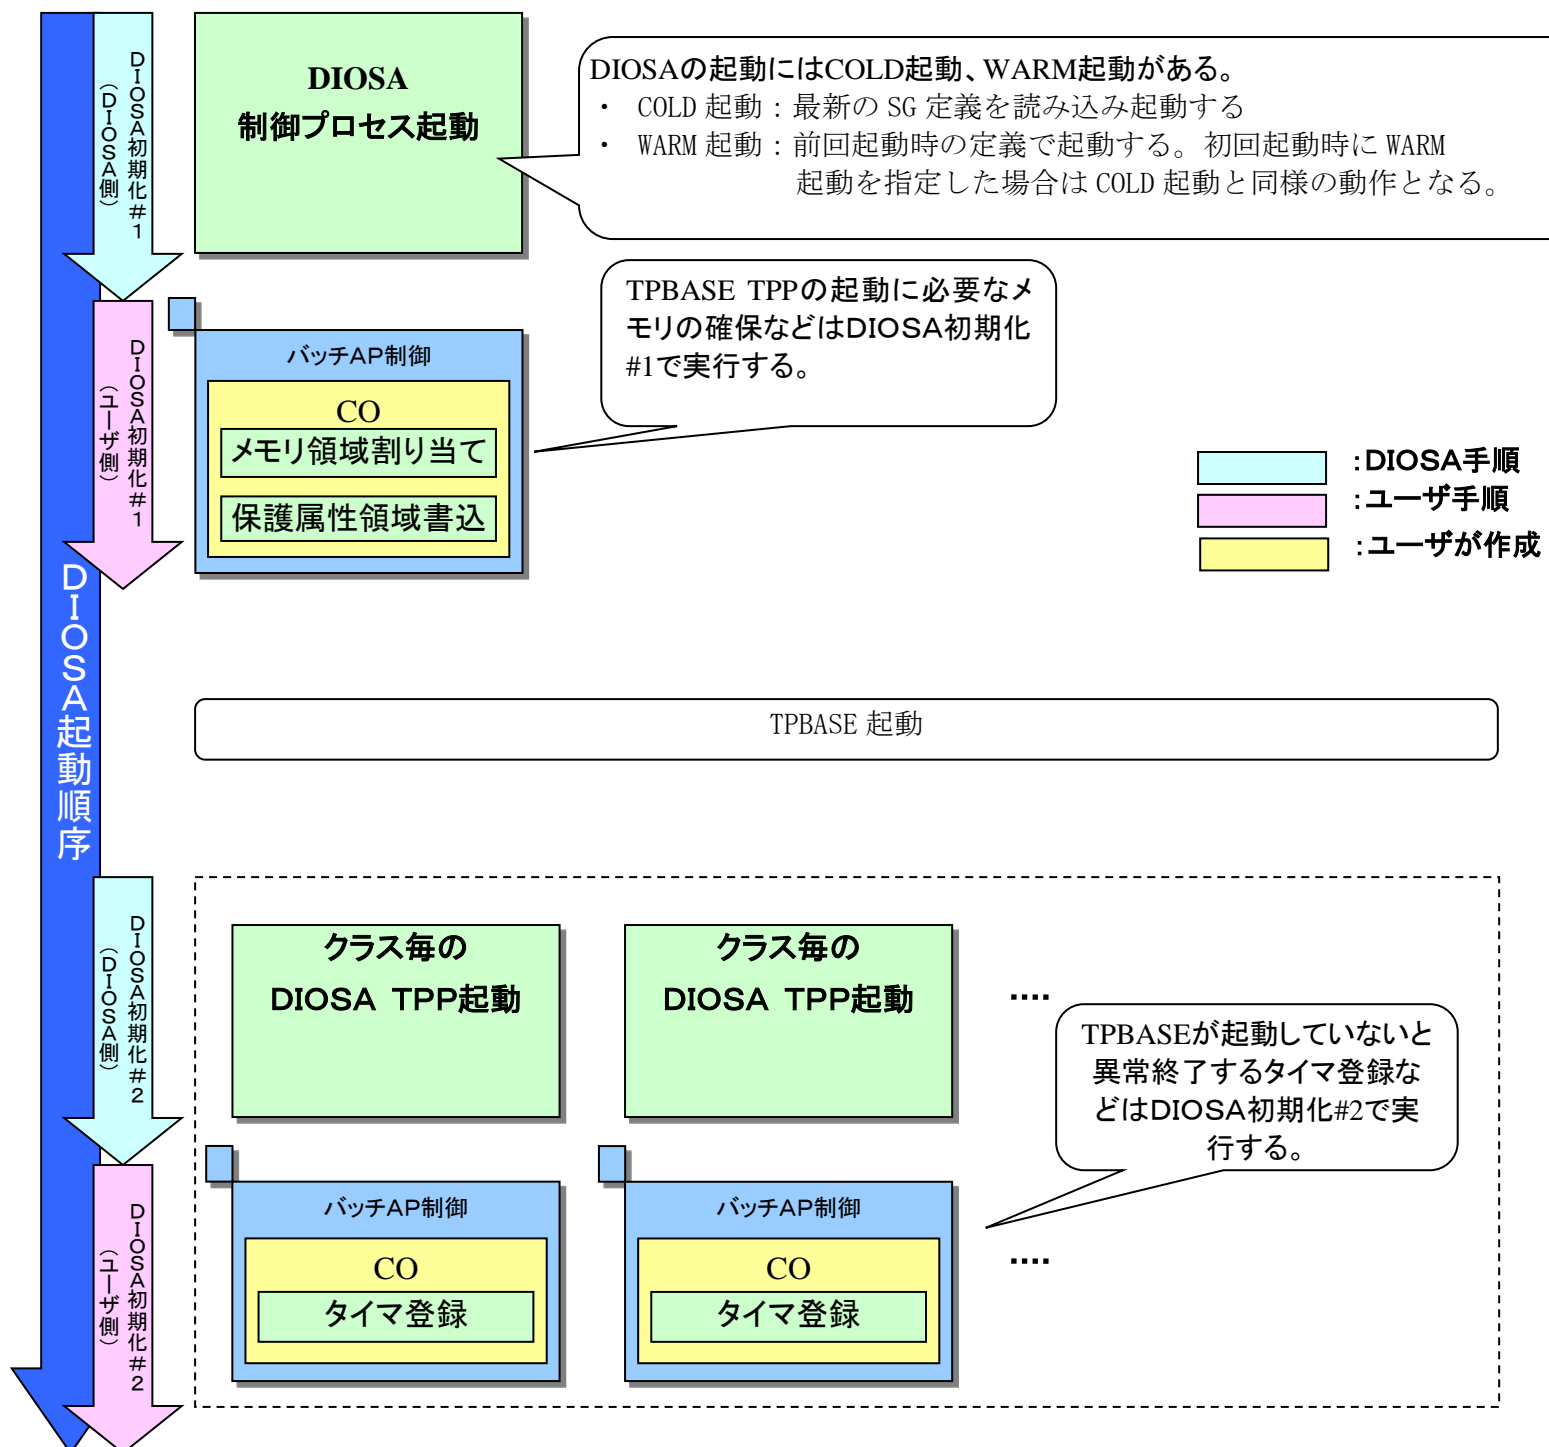 DIOSA起動順序
DIOSA初期化#1
（DIOSA側）
DIOSA
制御プロセス起動
DIOSAの起動にはCOLD起動、WARM起動がある。
・ COLD 起動：最新の SG 定義を読み込み起動する
・ WARM 起動：前回起動時の定義で起動する。初回起動時に WARM
起動を指定した場合は COLD 起動と同様の動作となる。
DIOSA初期化#1
（ユーザ側）
バッチAP制御
CO
メモリ領域割り当て
保護属性領域書込
TPBASE TPPの起動に必要なメ
モリの確保などはDIOSA初期化
#1で実行する。
:DIOSA手順
:ユーザ手順
:ユーザが作成
TPBASE 起動
DIOSA初期化#2
（DIOSA側）
クラス毎の
DIOSA TPP起動
クラス毎の
DIOSA TPP起動
....
TPBASEが起動していないと
異常終了するタイマ登録な
どはDIOSA初期化#2で実
行する。
DIOSA初期化#2
（ユーザ側）
バッチAP制御
CO
タイマ登録
バッチAP制御
CO
タイマ登録
....